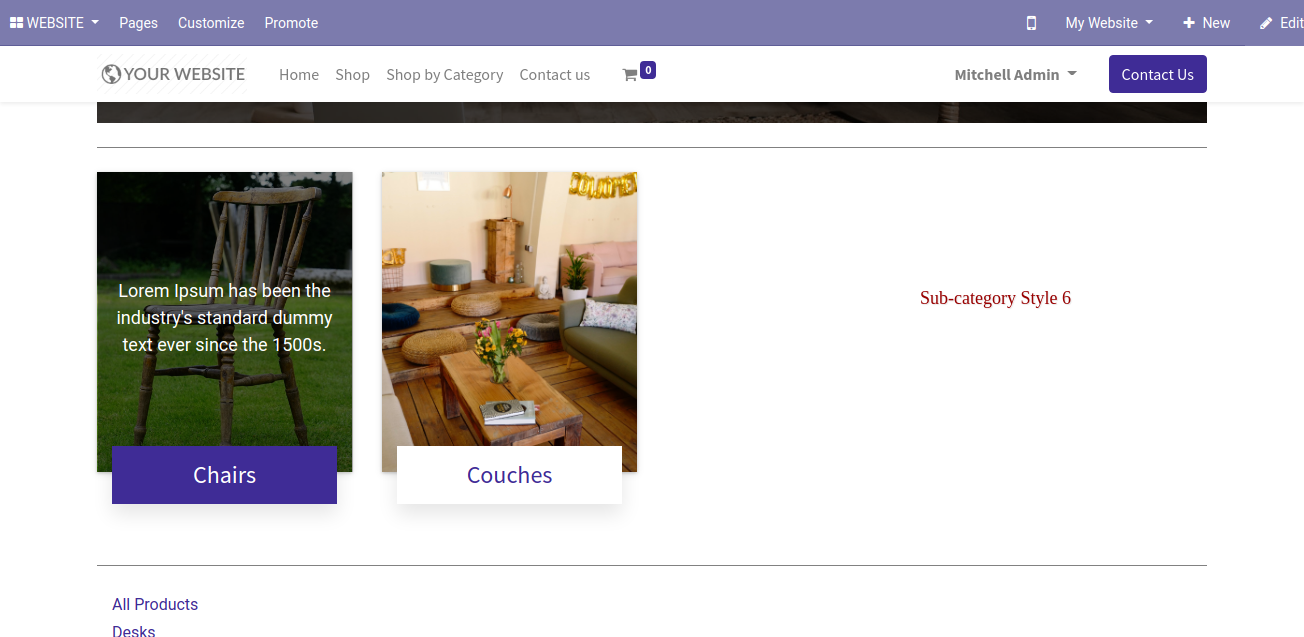 WEBSITE Pages Customize Promote My Website New Edit
YOUR WEBSITE Home Shop Shop by Category Contact us 0 Mitchell Admin Contact Us
Lorem Ipsum has been the
industry's standard dummy
text ever since the 1500s.
Sub-category Style 6
Chairs Couches
All Products
Desks